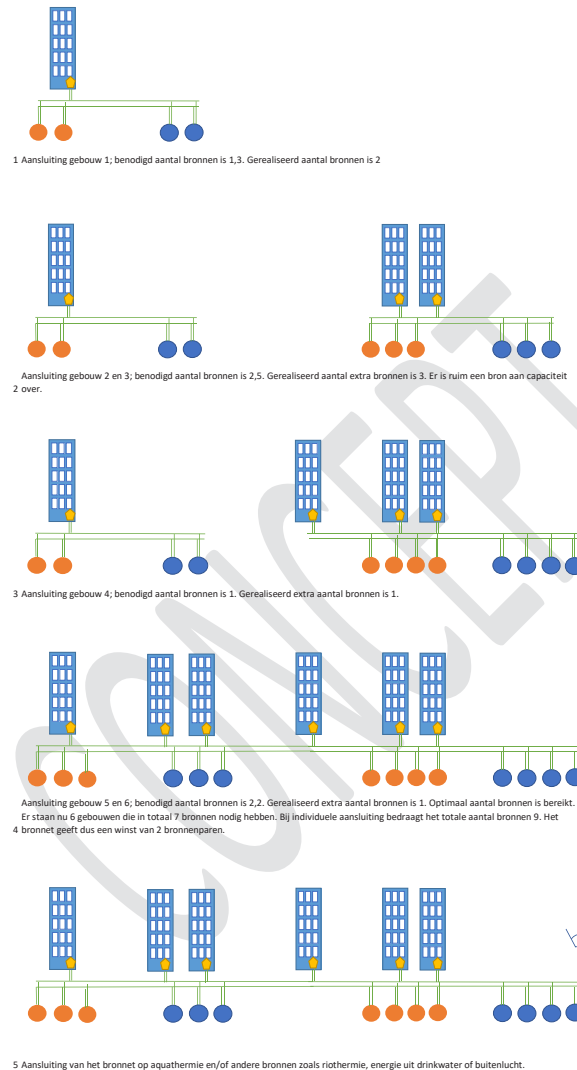 1 Aansluiting gebouw 1; benodigd aantal bronnen is 1,3. Gerealiseerd aantal bronnen is 2
Aansluiting gebouw 2 en 3; benodigd aantal bronnen is 2,5. Gerealiseerd aantal extra bronnen is 3. Er is ruim een bron aan capaciteit
2 over.
3 Aansluiting gebouw 4; benodigd aantal bronnen is 1. Gerealiseerd extra aantal bronnen is 1.
Aansluiting gebouw 5 en 6; benodigd aantal bronnen is 2,2. Gerealiseerd extra aantal bronnen is 1. Optimaal aantal bronnen is bereikt.
Er staan nu 6 gebouwen die in totaal 7 bronnen nodig hebben. Bij individuele aansluiting bedraagt het totale aantal bronnen 9. Het
4 bronnet geeft dus een winst van 2 bronnenparen.
5 Aansluiting van het bronnet op aquathermie en/of andere bronnen zoals riothermie, energie uit drinkwater of buitenlucht.
CONCEPT